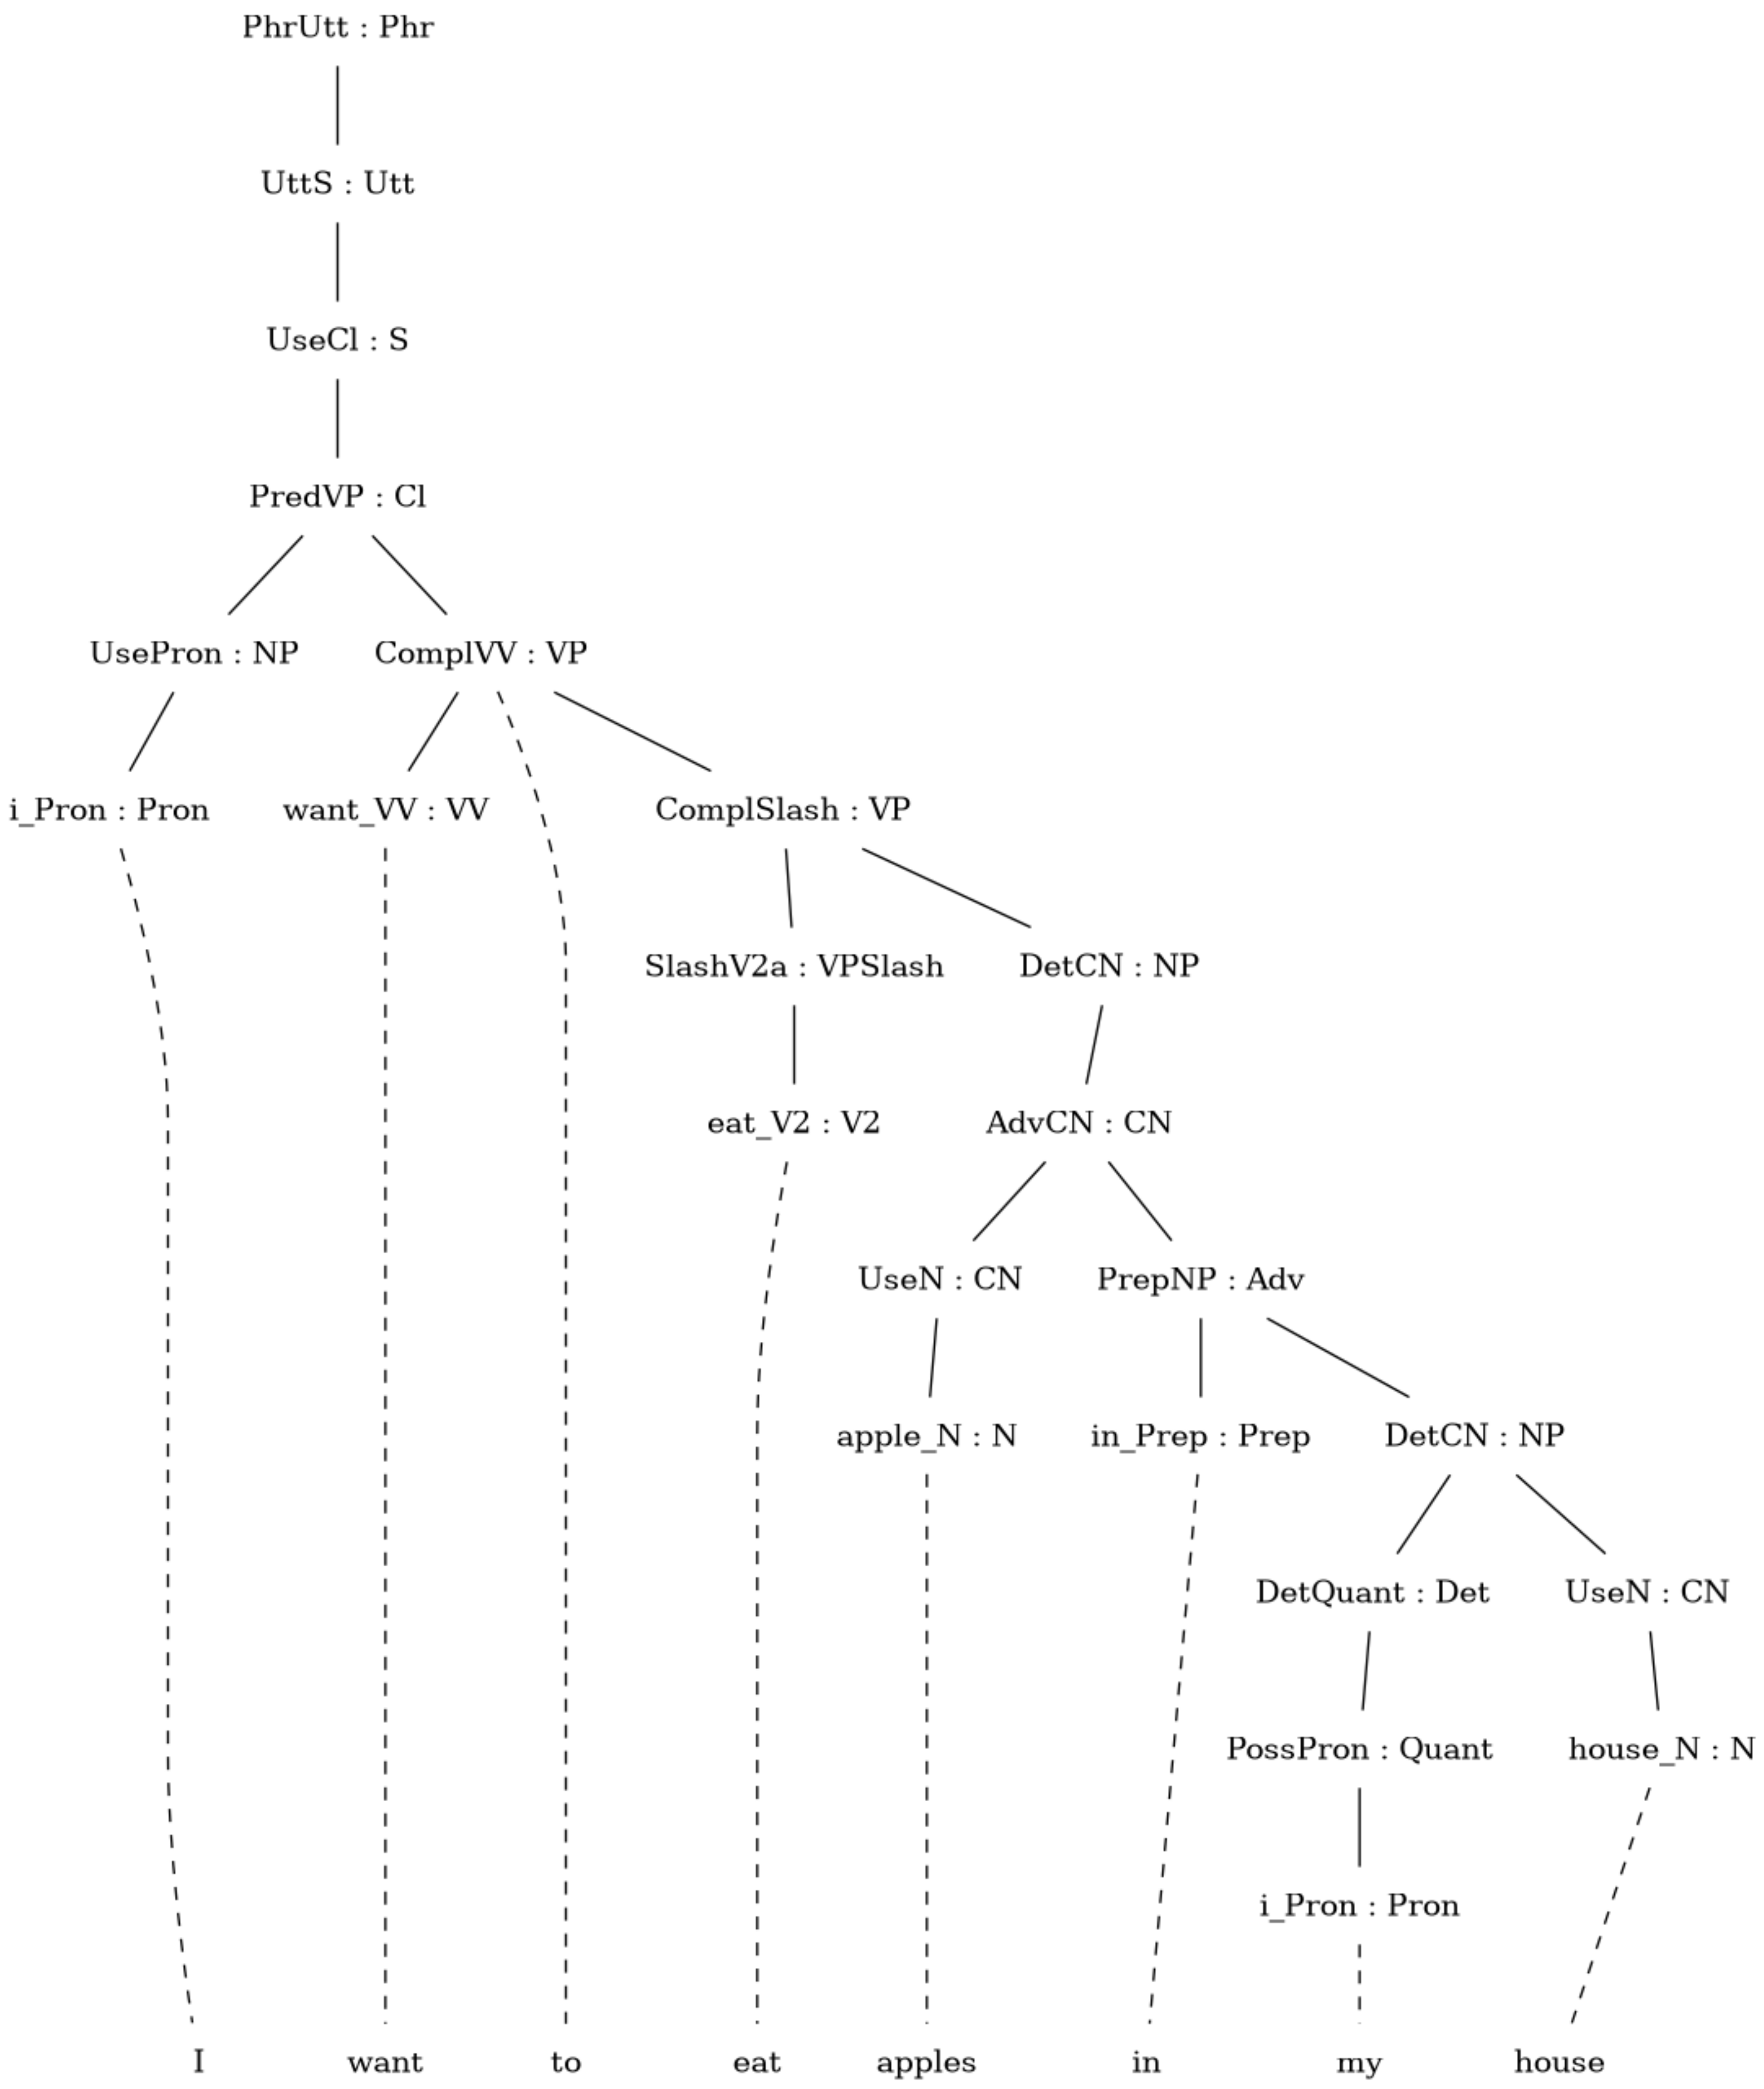 PhrUtt : Phr
UttS : Utt
UseCl : S
PredVP : Cl
UsePron : NP ComplVV : VP
i_Pron : Pron want_VV : VV ComplSlash : VP
SlashV2a : VPSlash DetCN : NP
eat_V2 : V2 AdvCN : CN
UseN : CN PrepNP : Adv
apple_N : N in_Prep : Prep DetCN : NP
DetQuant : Det UseN : CN
PossPron : Quant house_N : N
i_Pron : Pron
I want to eat apples in my house